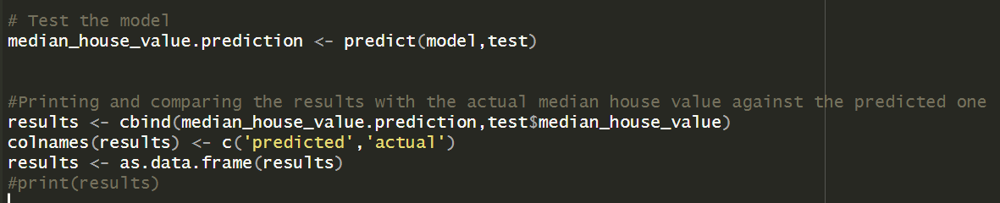 # Test the model
median_house_value.prediction <- predict(model,test)
#Printing and comparing the results with the actual median house value against the predicted one
results <- cbind(median_house_value.prediction,test$median_house_value)
colnames(results) <- c('predicted','actual')
results <- as.data.frame(results)
#print(results)